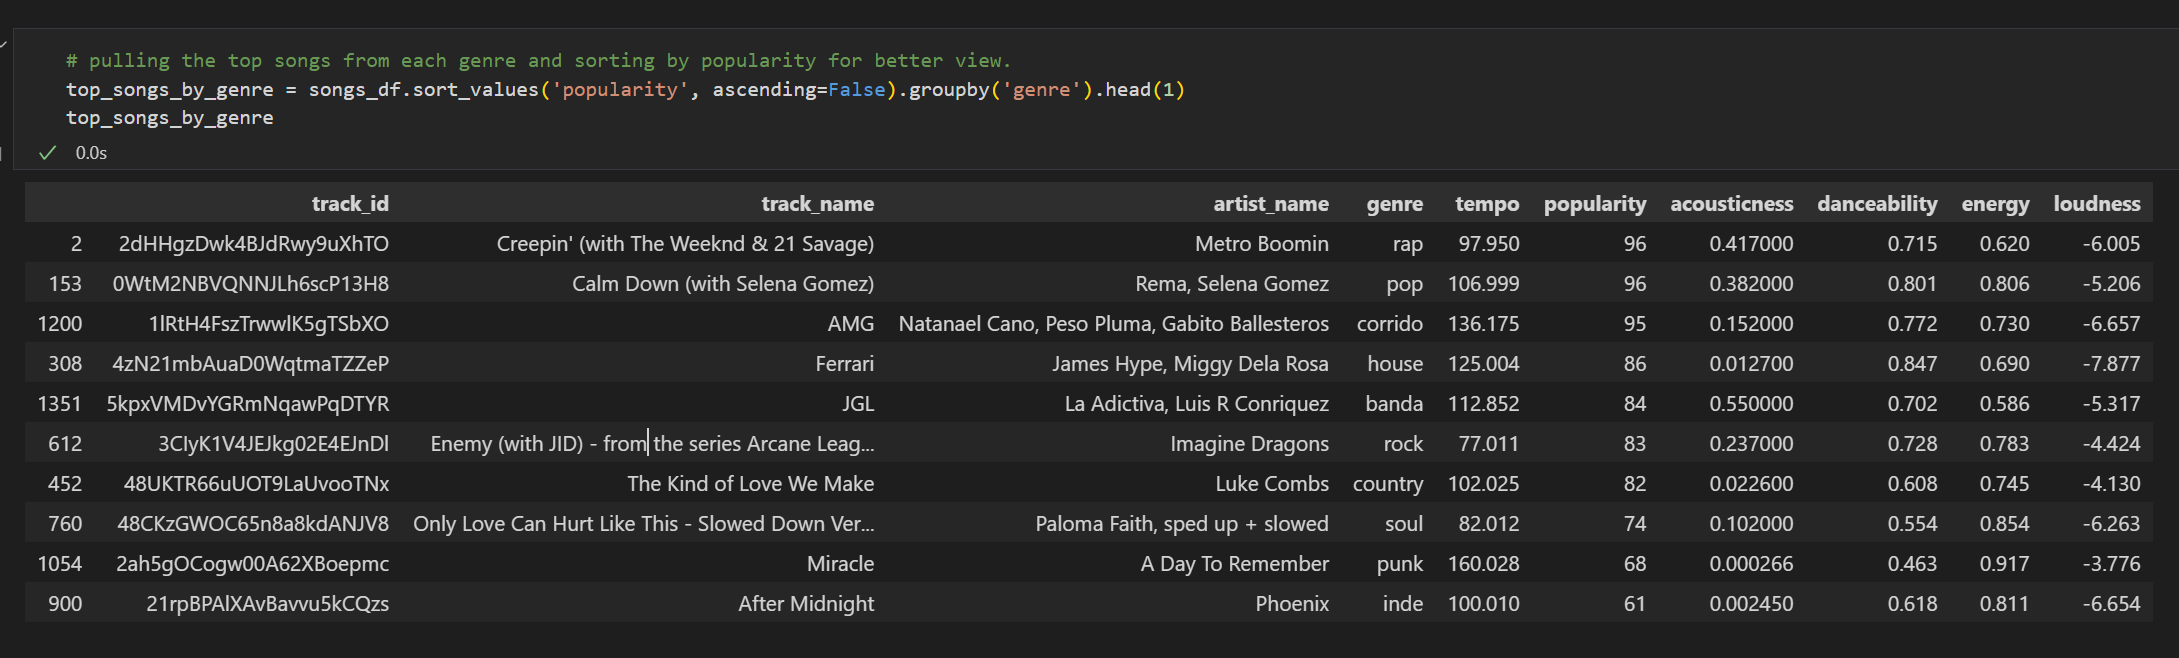 # pulling the top songs from each genre and sorting by popularity for better view.
top_songs_by_genre = songs_df.sort_values('popularity', ascending=False).groupby('genre').head(1)
top_songs_by_genre
0.0s
track_id track_name artist_name genre tempo popularity acousticness danceability energy loudness
2 2dHHgzDwk4BJdRwy9uXhTO Creepin' (with The Weeknd & 21 Savage) Metro Boomin rap 97.950 96 0.417000 0.715 0.620 -6.005
153 0WtM2NBVQNNJLh6scP13H8 Calm Down (with Selena Gomez) Rema, Selena Gomez pop 106.999 96 0.382000 0.801 0.806 -5.206
1200 1lRtH4FszTrwwlK5gTSbXO AMG Natanael Cano, Peso Pluma, Gabito Ballesteros corrido 136.175 95 0.152000 0.772 0.730 -6.657
308 4zN21mbAuaD0WqtmaTZZeP Ferrari James Hype, Miggy Dela Rosa house 125.004 86 0.012700 0.847 0.690 -7.877
1351 5kpxVMDvYGRmNqawPqDTYR JGL La Adictiva, Luis R Conriquez banda 112.852 84 0.550000 0.702 0.586 -5.317
612 3CIyK1V4JEJkg02E4EJnDl Enemy (with JID) - from the series Arcane Leag... Imagine Dragons rock 77.011 83 0.237000 0.728 0.783 -4.424
452 48UKTR66uUOT9LaUvooTNx The Kind of Love We Make Luke Combs country 102.025 82 0.022600 0.608 0.745 -4.130
760 48CKzGWOC65n8a8kdANJV8 Only Love Can Hurt Like This - Slowed Down Ver... Paloma Faith, sped up + slowed soul 82.012 74 0.102000 0.554 0.854 -6.263
1054 2ah5gOCogw00A62XBoepmc Miracle A Day To Remember punk 160.028 68 0.000266 0.463 0.917 -3.776
900 21rpBPAlXAvBavvu5kCQzs After Midnight Phoenix inde 100.010 61 0.002450 0.618 0.811 -6.654